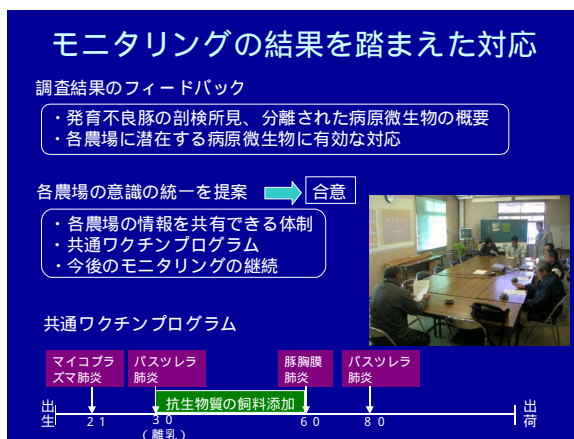 モニタリングの結果を踏まえた対応
調査結果のフィードバック
・発育不良豚の剖検所見、分離された病原微生物の概要
・各農場に潜在する病原微生物に有効な対応
各農場の意識の統一を提案 合意
・各農場の情報を共有できる体制
・共通ワクチンプログラム
・今後のモニタリングの継続
共通ワクチンプログラム
マイコプラ
ズマ肺炎
パスツレラ
肺炎
豚胸膜
肺炎
パスツレラ
肺炎
抗生物質の飼料添加
出
生
21
30
(離乳)
60
80
出
荷